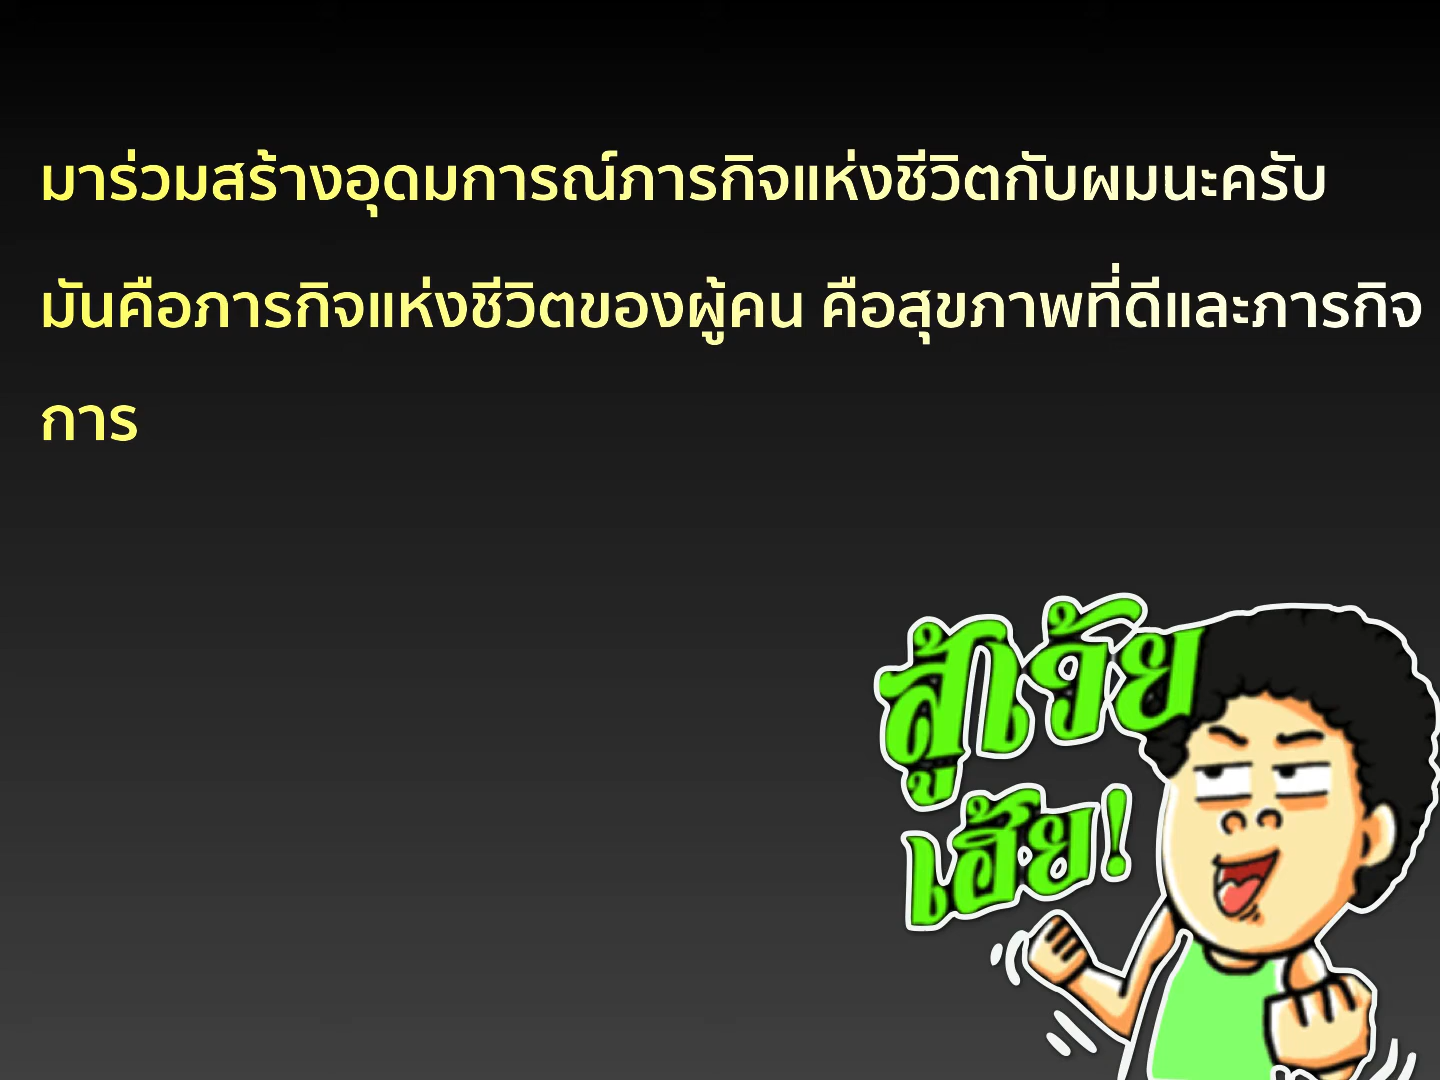 มาร่วมสร้างอุดมการณ์ภารกิจแห่งชีวิตกับผมนะครับ
มันคือภารกิจแห่งชีวิตของผู้คน คือสุขภาพที่ดีและภารกิจ
การ
สู้เว้ย
เฮ้ย!